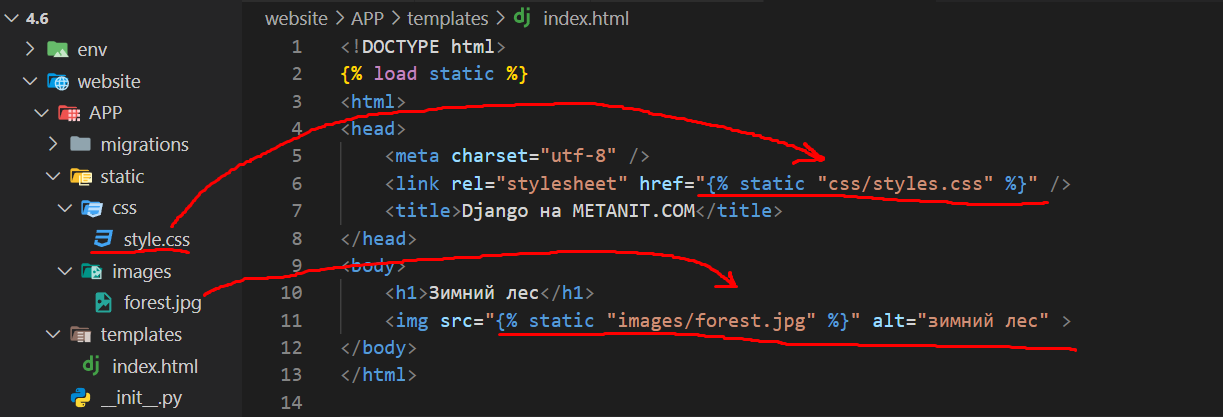 4.6
env
website
APP
migrations
static
css
style.css
images
forest.jpg
templates
index.html
__init__.py
website > APP > templates > dj index.html
1 <!DOCTYPE html>
2 {% load static %}
3 <html>
4 <head>
5 <meta charset="utf-8" />
6 <link rel="stylesheet" href="{% static "css/styles.css" %}" />
7 <title>Django на METANIT.COM</title>
8 </head>
9 <body>
10 <h1>Зимний лес</h1>
11 <img src="{% static "images/forest.jpg" %}" alt="зимний лес" >
12 </body>
13 </html>
14